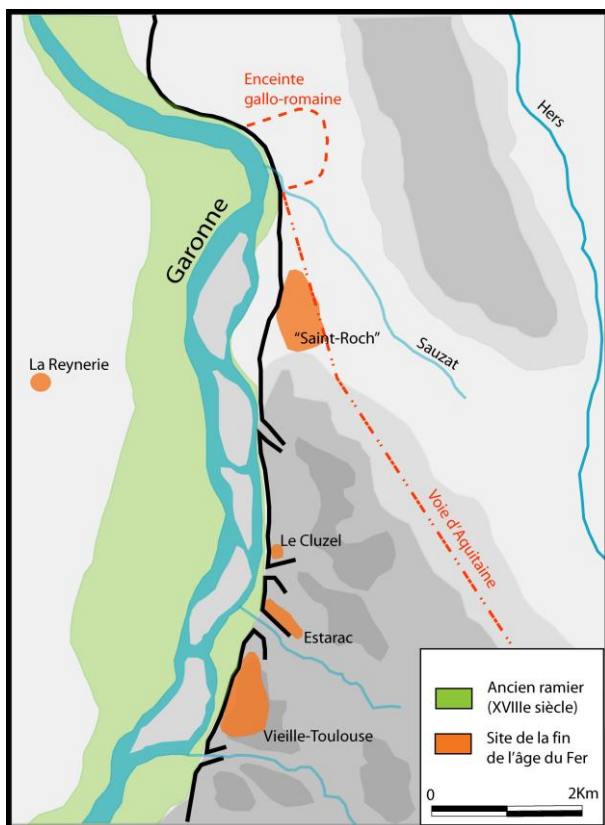 Enceinte
gallo-romaine
Hers
Garonne
"Saint-Roch"
Sauzat
La Reynerie
Voie d'Aquitaine
Le Cluzel
Estarac
Vieille-Toulouse
Ancien ramier
(XVIIIe siècle)
Site de la fin
de l'âge du Fer
0 2Km